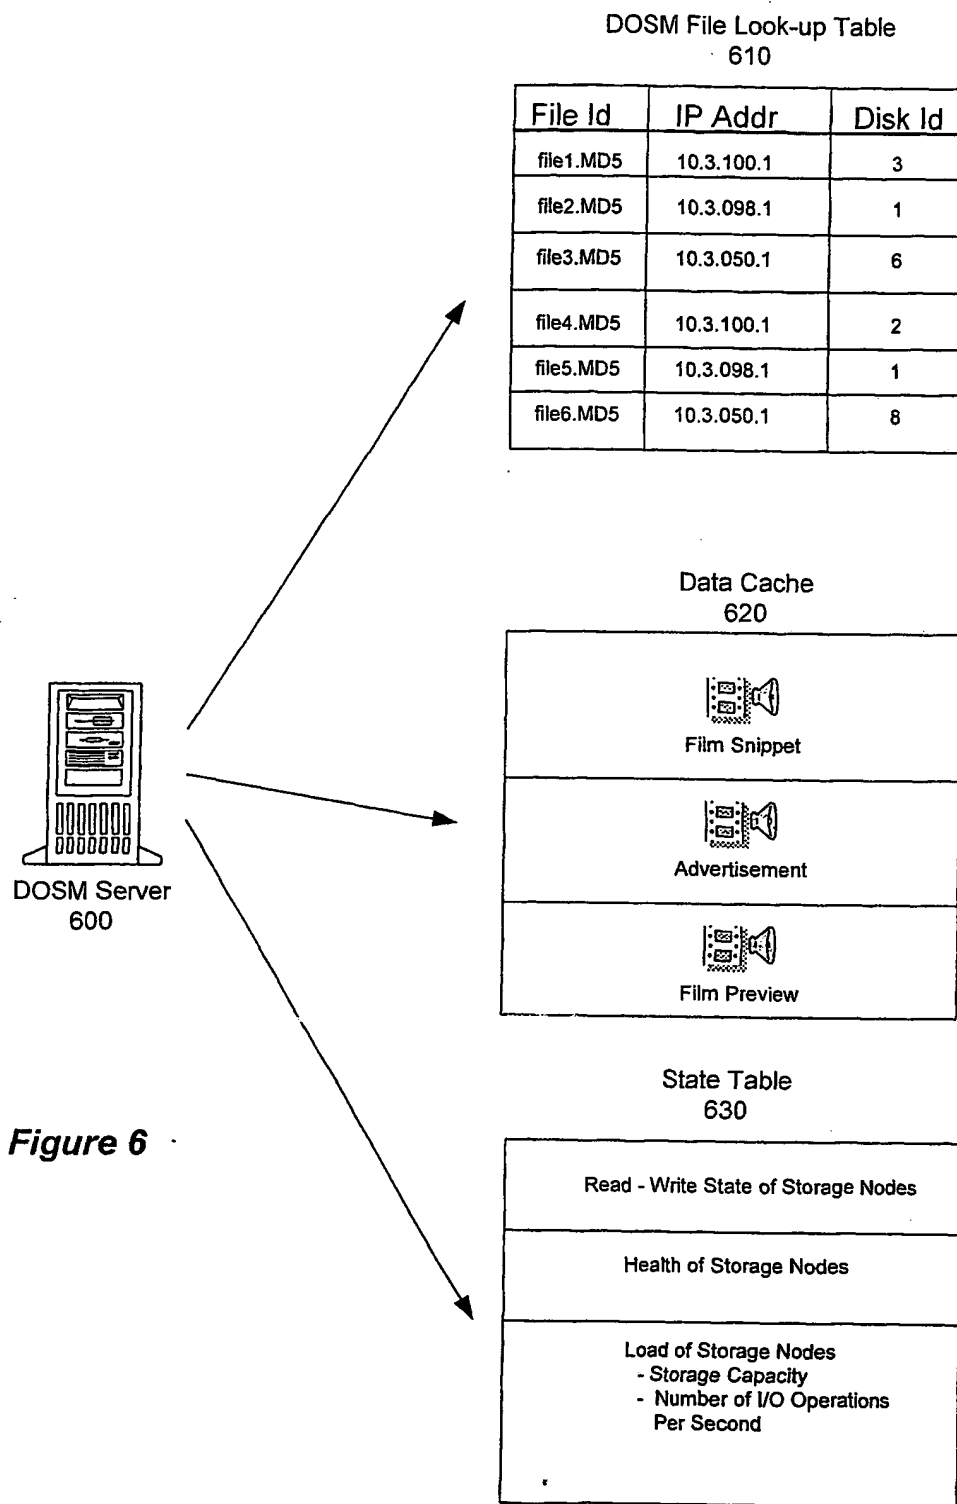 DOSM File Look-up Table
610
File Id IP Addr Disk Id
file1.MD5 10.3.100.1 3
file2.MD5 10.3.098.1 1
file3.MD5 10.3.050.1 6
file4.MD5 10.3.100.1 2
file5.MD5 10.3.098.1 1
file6.MD5 10.3.050.1 8
Data Cache
620
Film Snippet
Advertisement
Film Preview
DOSM Server
600
State Table
630
Read - Write State of Storage Nodes
Health of Storage Nodes
Load of Storage Nodes
- Storage Capacity
- Number of I/O Operations
Per Second
Figure 6